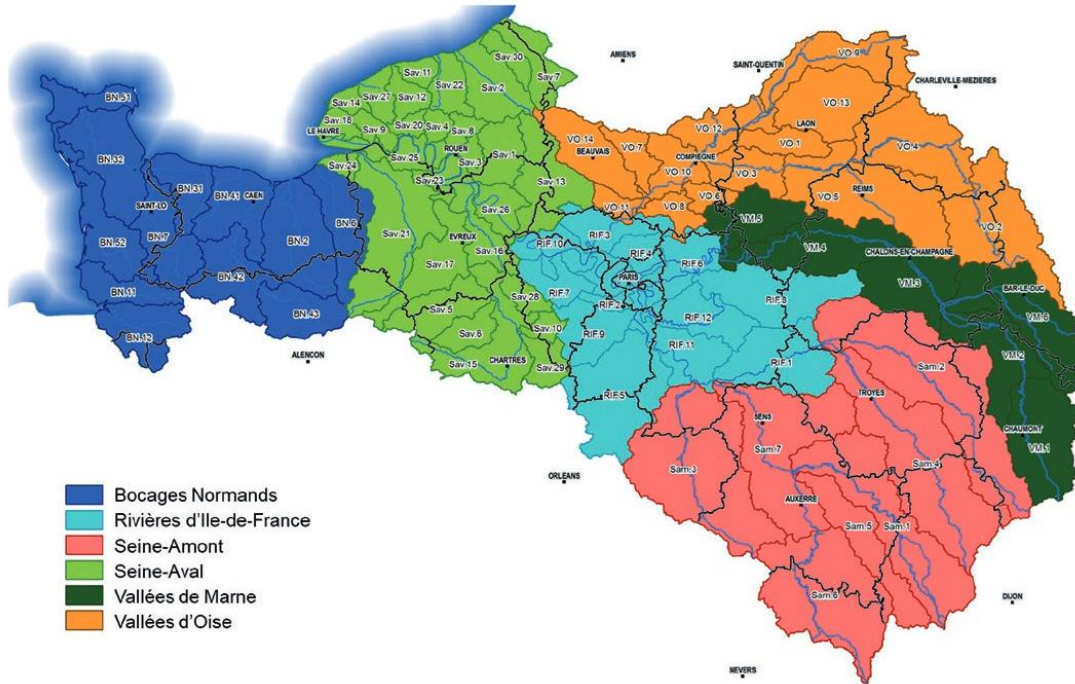 AMIENS
SAINT-QUENTIN
CHARLEVILLE-MEZIERES
VO.9
Sav.30
Sav.7
Sav.11
Sav.22
Sav.2
Sav.27
Sav.12
Sav.14
Sav.18
BN.51
VO.13
LE HAVRE
Sav.9
Sav.20
Sav.4
Sav.8
VO.12
LAON
VO.14
VO.7
VO.1
VO.4
BN.32
ROUEN
Sav.3
Sav.1
BEAUVAIS
COMPIEGNE
Sav.25
Sav.24
Sav.23
Sav.13
VO.10
VO.3
BN.31
BN.41
CAEN
VO.6
VO.5
REIMS
SAINT-LO
VO.11
VO.8
Sav.26
VM.5
BN.6
VO.2
BN.52
BN.7
BN.2
Sav.21
EVREUX
Sav.16
RIF.10
RIF.3
RIF.4
RIF.6
VM.4
CHALONS-EN-CHAMPAGNE
Sav.17
BN.42
PARIS
VM.3
BAR-LE-DUC
BN.11
Sav.28
RIF.7
RIF.2
RIF.8
RIF.12
VM.6
BN.43
Sav.5
Sav.6
Sav.10
RIF.9
BN.12
RIF.11
VM.2
ALENCON
CHARTRES
Sav.15
Sav.29
RIF.1
Sam.2
RIF.5
TROYES
SENS
CHAUMONT
VM.1
Sam.7
Sam.3
Sam.4
ORLEANS
AUXERRE
Sam.5
Sam.1
Sam.6
DIJON
NEVERS
Bocages Normands
Rivières d'Ile-de-France
Seine-Amont
Seine-Aval
Vallées de Marne
Vallées d'Oise